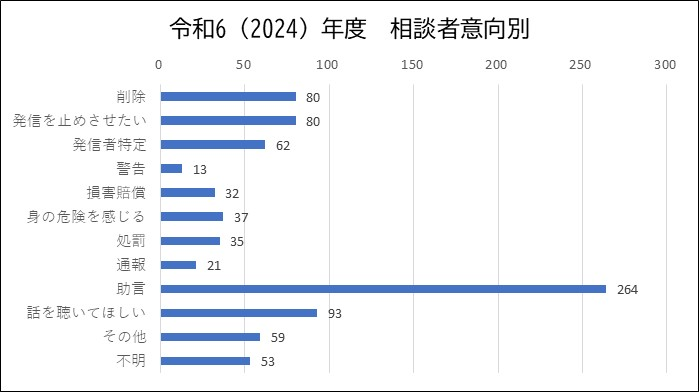 令和6（2024）年度　相談者意向別
0 50 100 150 200 250 300
削除 80
発信を止めさせたい 80
発信者特定 62
警告 13
損害賠償 32
身の危険を感じる 37
処罰 35
通報 21
助言 264
話を聴いてほしい 93
その他 59
不明 53